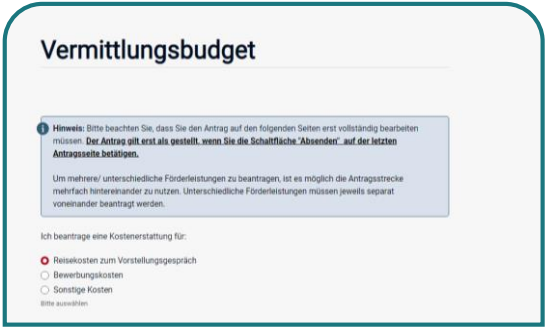 Vermittlungsbudget
Hinweis: Bitte beachten Sie, dass Sie den Antrag auf den folgenden Seiten erst vollständig bearbeiten
müssen. Der Antrag gilt erst als gestellt, wenn Sie die Schaltfläche "Absenden" auf der letzten
Antragsseite betätigen.
Um mehrere/ unterschiedliche Förderleistungen zu beantragen, ist es möglich die Antragsstrecke
mehrfach hintereinander zu nutzen. Unterschiedliche Förderleistungen müssen jeweils separat
voneinander beantragt werden.
Ich beantrage eine Kostenerstattung für:
Reisekosten zum Vorstellungsgespräch
Bewerbungskosten
Sonstige Kosten
Bitte auswählen